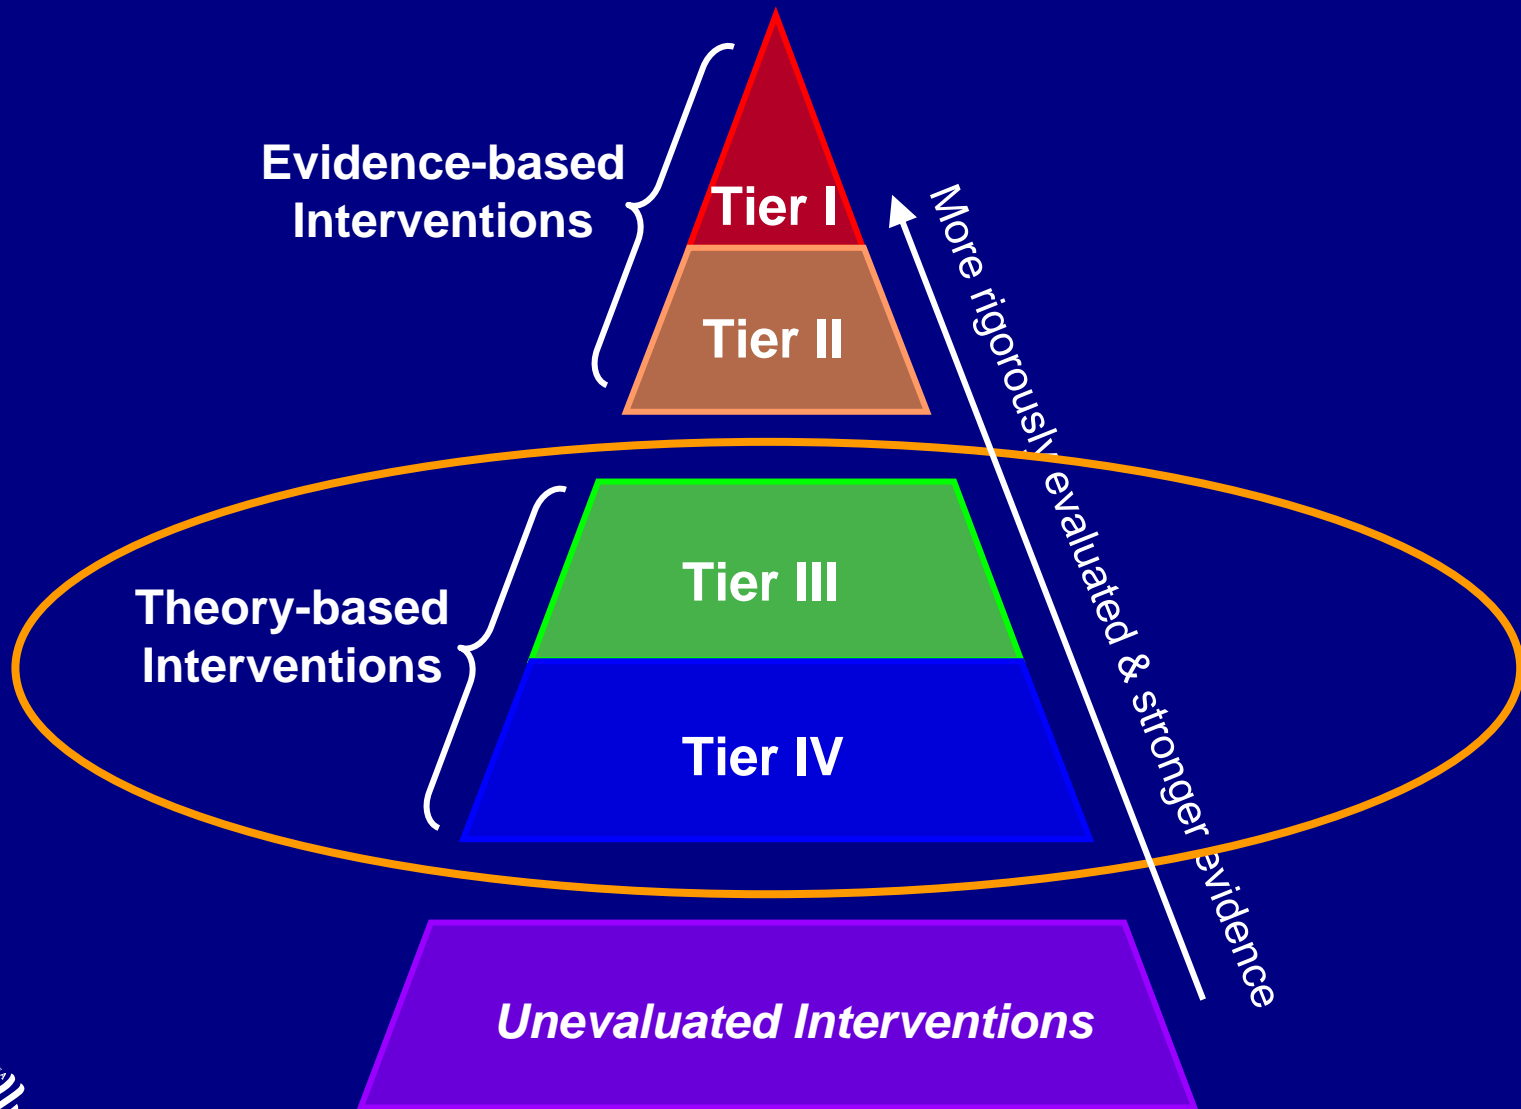 Evidence-based
Interventions
Tier I
Tier II
More rigorously evaluated & stronger evidence
Theory-based
Interventions
Tier III
Tier IV
Unevaluated Interventions